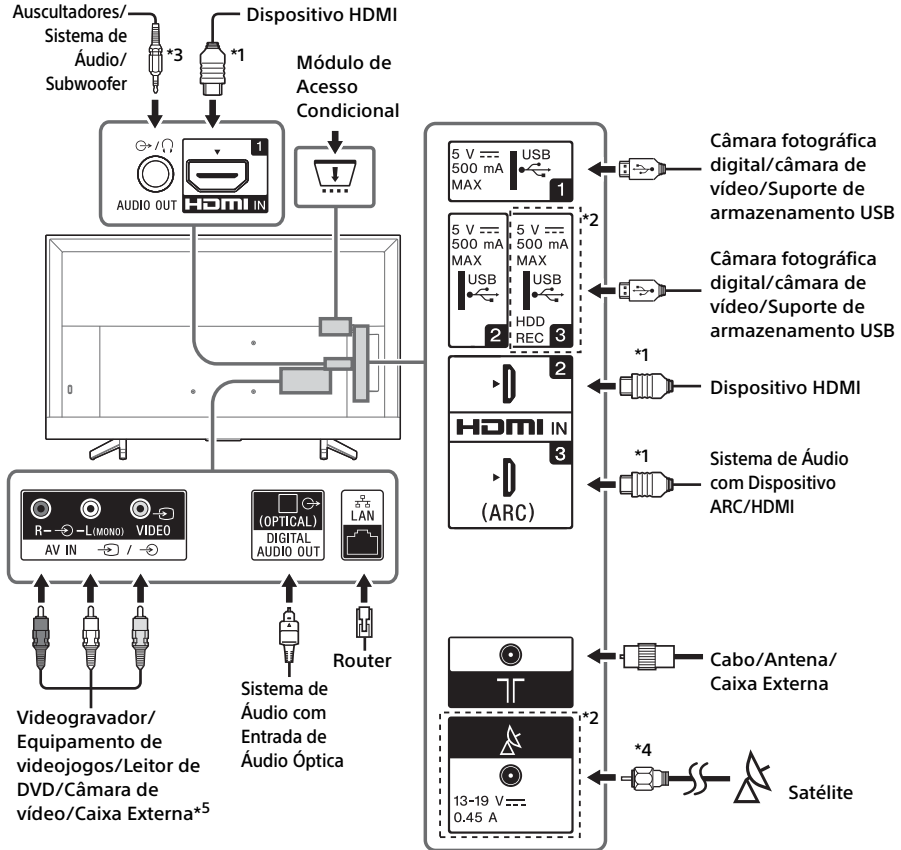 Auscultadores/
Sistema de
Áudio/
Subwoofer
*3
*1
Dispositivo HDMI
Módulo de
Acesso
Condicional
AUDIO OUT
1
HDMI IN
5 V
500 mA
MAX
USB
1
Câmara fotográfica
digital/câmara de
vídeo/Suporte de
armazenamento USB
*2
5 V
500 mA
MAX
USB
2
5 V
500 mA
MAX
USB
HDD
REC 3
Câmara fotográfica
digital/câmara de
vídeo/Suporte de
armazenamento USB
2
*1
Dispositivo HDMI
HDMI IN
3
(ARC)
*1
Sistema de Áudio
com Dispositivo
ARC/HDMI
R- -L(MONO) VIDEO
AV IN /
(OPTICAL)
DIGITAL
AUDIO OUT
LAN
Videogravador/
Equipamento de
videojogos/Leitor de
DVD/Câmara de
vídeo/Caixa Externa*5
Sistema de
Áudio com
Entrada de
Áudio Óptica
Router
Cabo/Antena/
Caixa Externa
*2
13-19 V
0.45 A
*4
Satélite